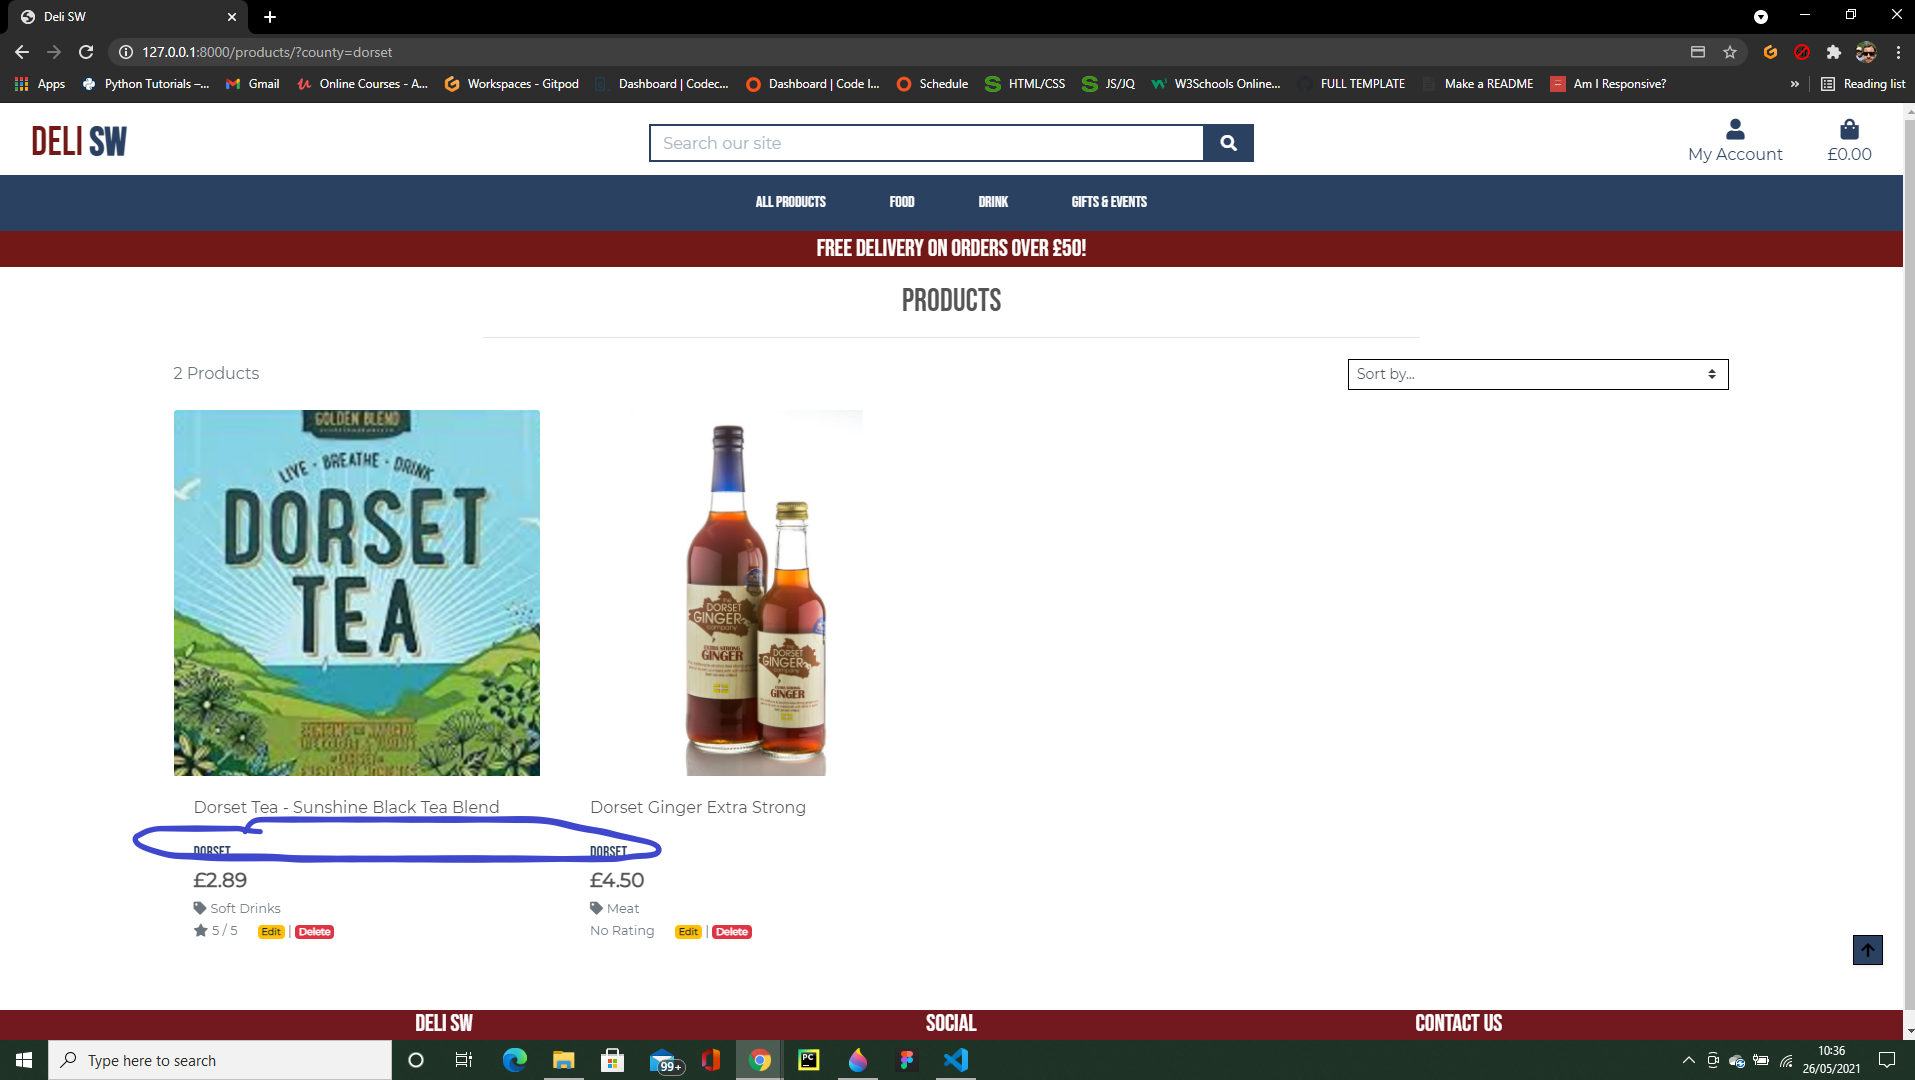 Deli SW
127.0.0.1:8000/products/?county=dorset
Apps
Python Tutorials –...
Gmail
Online Courses - A...
Workspaces - Gitpod
Dashboard | Codec...
Dashboard | Code I...
Schedule
HTML/CSS
JS/JQ
W3Schools Online...
FULL TEMPLATE
Make a README
Am I Responsive?
»
Reading list
DELI SW
Search our site
My Account
£0.00
ALL PRODUCTS
FOOD
DRINK
GIFTS & EVENTS
FREE DELIVERY ON ORDERS OVER £50!
PRODUCTS
2 Products
Sort by...
GOLDEN BLEND
LIVE · BREATHE · DRINK
DORSET
TEA
THE
DORSET
GINGER
COMPANY
EXTRA STRONG
GINGER
DORSET
GINGER
COMPANY
EXTRA STRONG
GINGER
Dorset Tea - Sunshine Black Tea Blend
DORSET
£2.89
Soft Drinks
5 / 5
Edit | Delete
Dorset Ginger Extra Strong
DORSET
£4.50
Meat
No Rating
Edit | Delete
DELI SW
SOCIAL
CONTACT US
Type here to search
99+
PC
10:36
26/05/2021